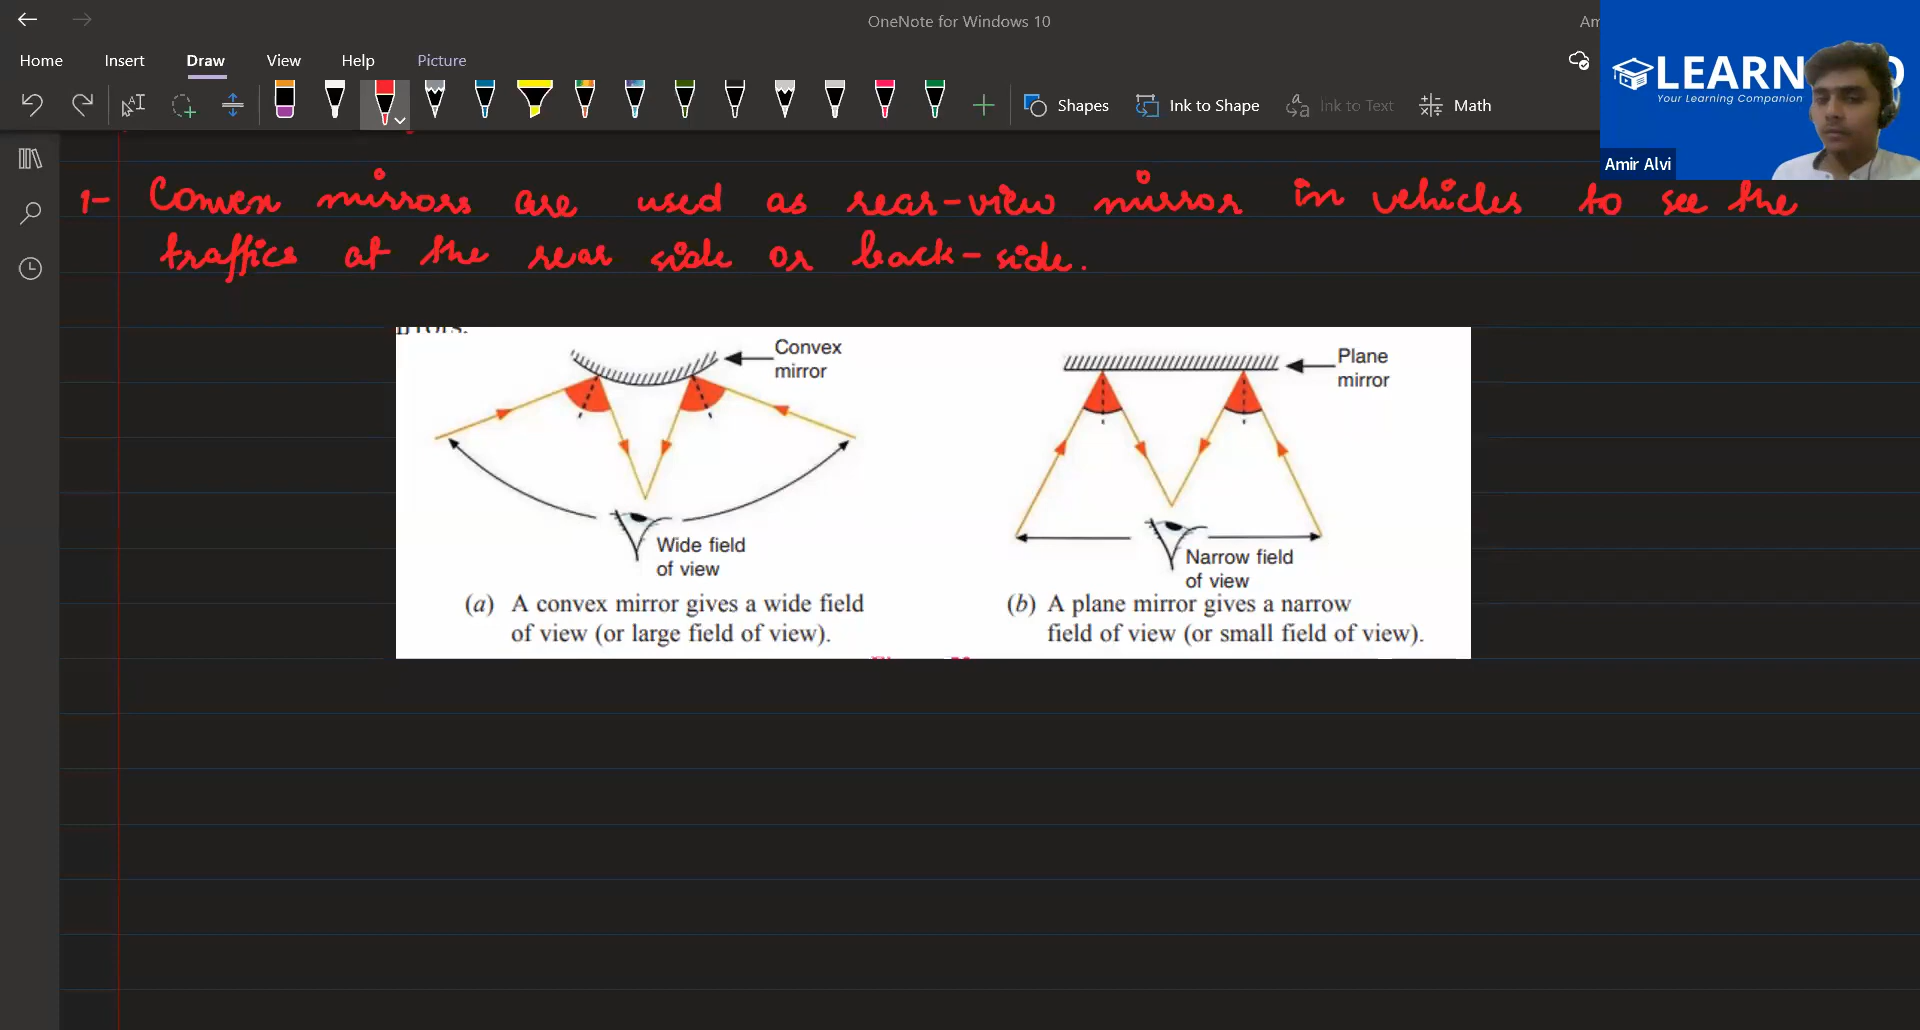 OneNote for Windows 10
Am
Home Insert Draw View Help Picture
Shapes Ink to Shape Ink to Text Math
LEARN O
Your Learning Companion
Amir Alvi
1- Convex mirrors are used as rear-view mirror in vehicles to see the
traffics at the rear side or back-side.
Convex
mirror
Wide field
of view
(a) A convex mirror gives a wide field
of view (or large field of view).
Plane
mirror
Narrow field
of view
(b) A plane mirror gives a narrow
field of view (or small field of view).